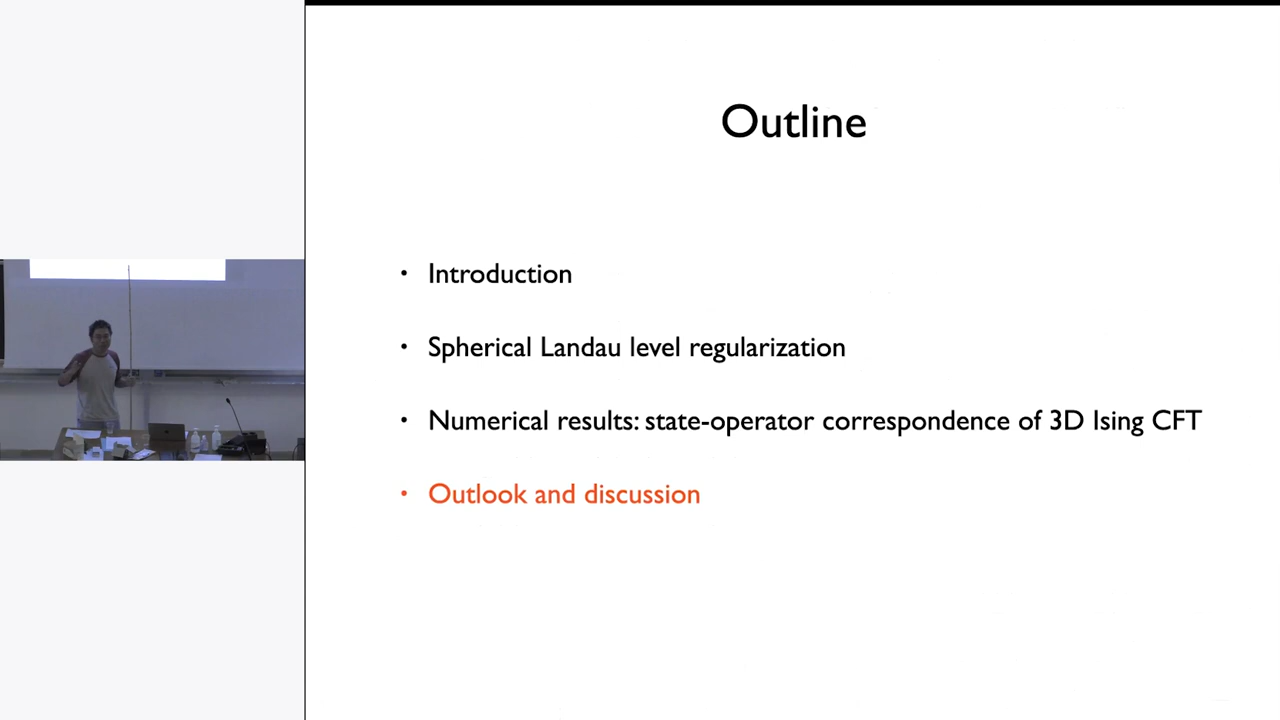 Outline
• Introduction
• Spherical Landau level regularization
• Numerical results: state-operator correspondence of 3D Ising CFT
• Outlook and discussion